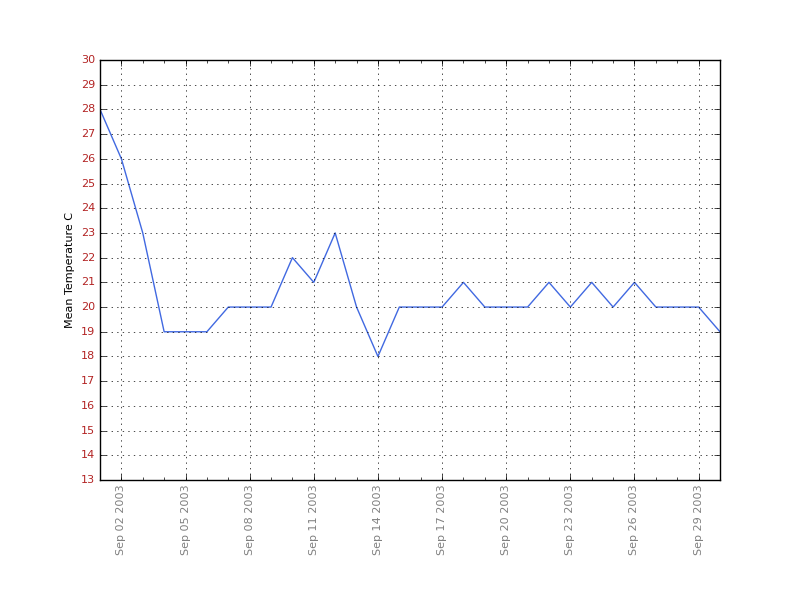 30
29
28
27
26
25
24
23
22
21
20
19
18
17
16
15
14
13
Mean Temperature C
Sep 02 2003
Sep 05 2003
Sep 08 2003
Sep 11 2003
Sep 14 2003
Sep 17 2003
Sep 20 2003
Sep 23 2003
Sep 26 2003
Sep 29 2003